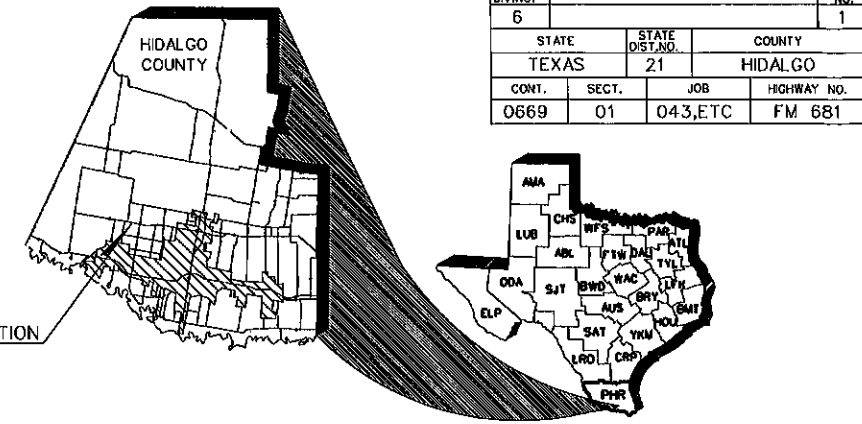 NO.
6 1
STATE STATE DIST.NO. COUNTY
TEXAS 21 HIDALGO
CONT. SECT. JOB HIGHWAY NO.
0669 01 043,ETC FM 681
HIDALGO
COUNTY
TION
AMA
CHS
LUB
WFS
PAR
ATL
ABL
FTW
DAL
TYL
ODA
SJT
BWD
WAC
LFK
ELP
BRY
BMT
AUS
HOU
SAT
YKM
LRD
CRP
PHR